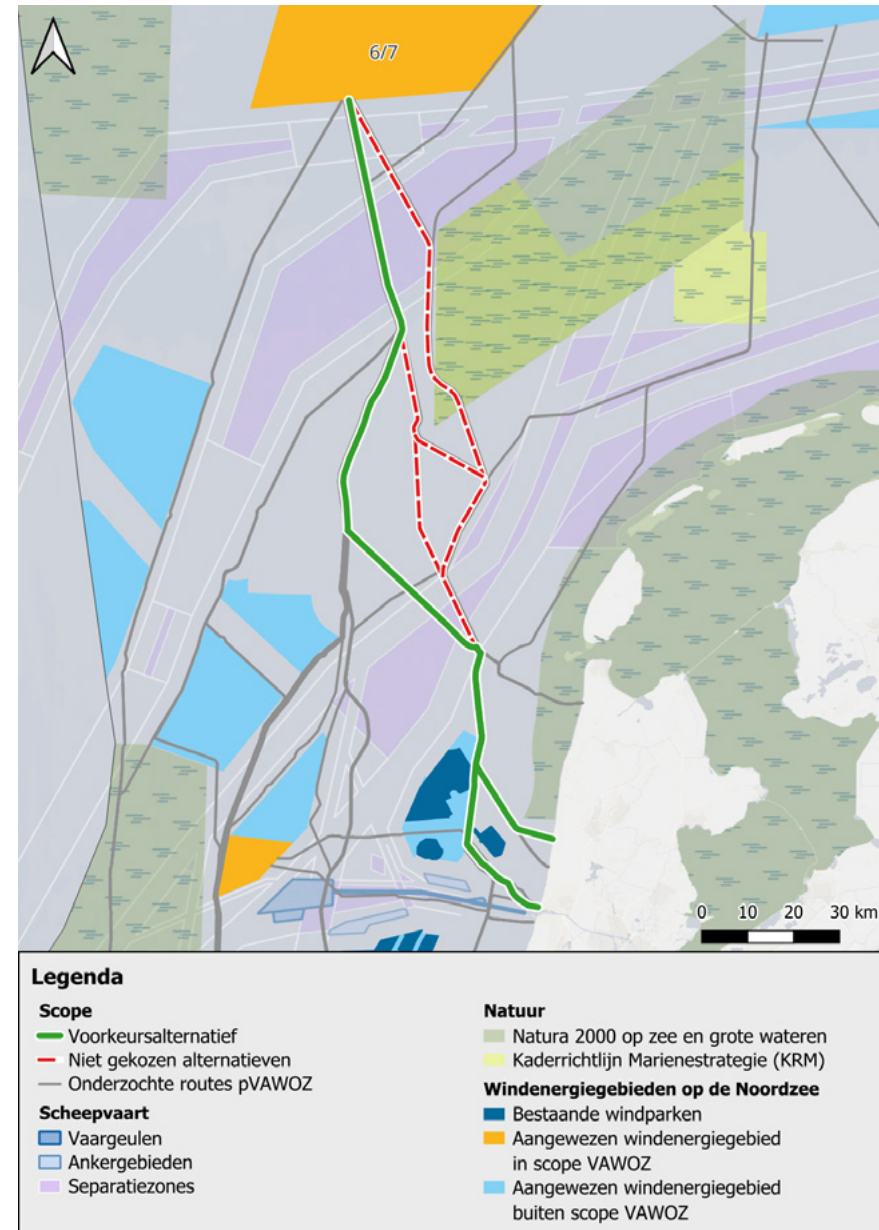 6/7
0 10 20 30 km
Legenda
Scope
Voorkeursalternatief
Niet gekozen alternatieven
Onderzochte routes pVAWOZ
Scheepvaart
Vaargeulen
Ankergebieden
Separatiezones
Natuur
Natura 2000 op zee en grote wateren
Kaderrichtlijn Marienestrategie (KRM)
Windenergiegebieden op de Noordzee
Bestaande windparken
Aangewezen windenergiegebied
in scope VAWOZ
Aangewezen windenergiegebied
buiten scope VAWOZ